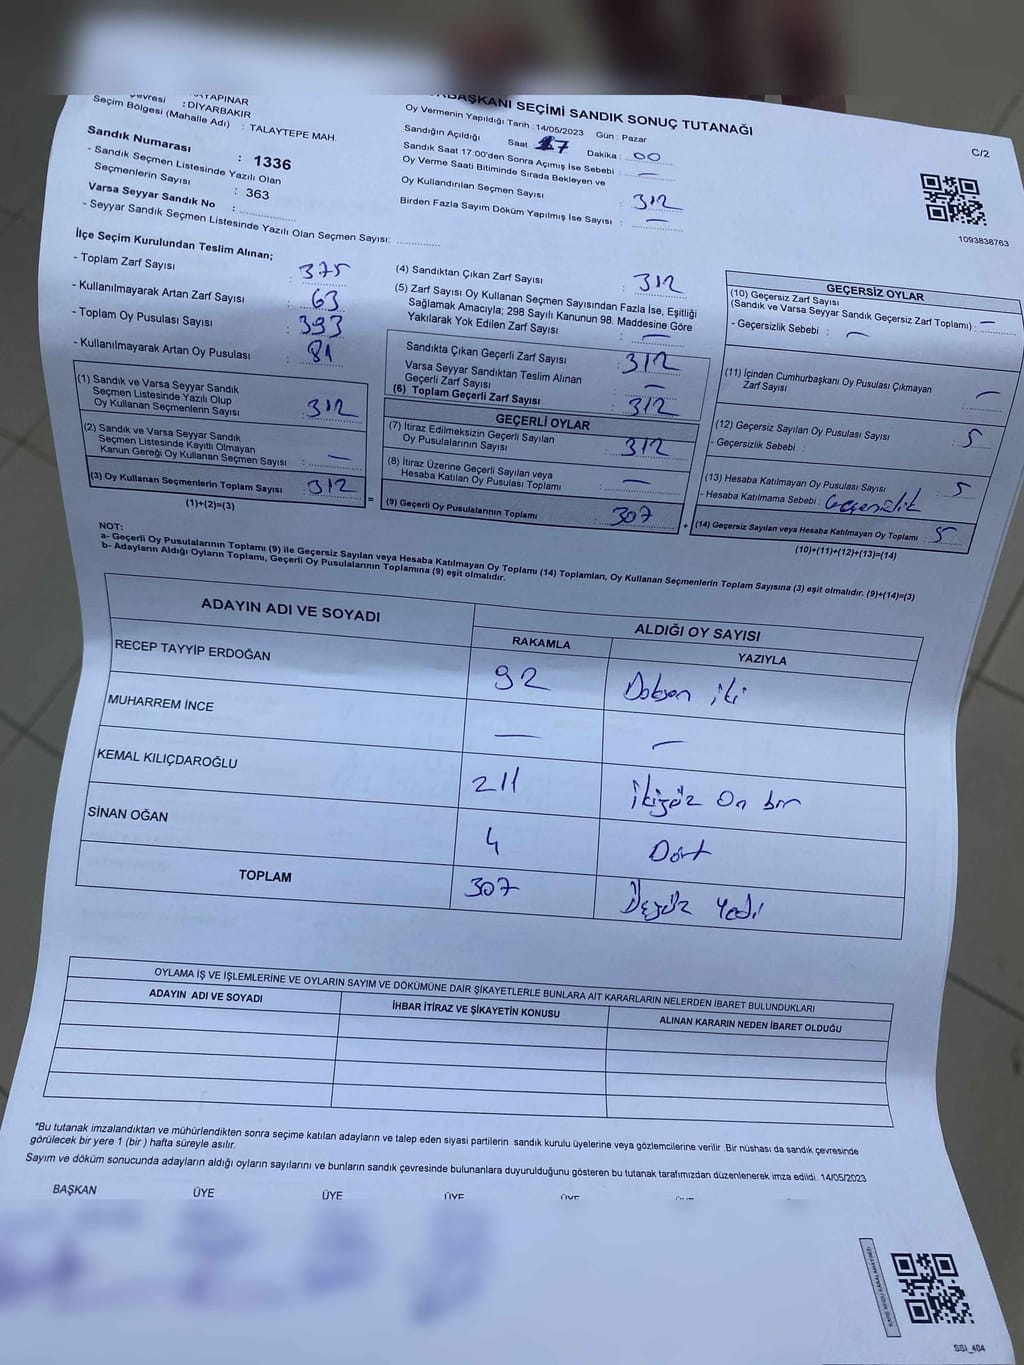 YAPINAR
: DİYARBAKIR
Seçim Bölgesi (Mahalle Adı) : TALAYTEPE MAH.
Sandık Numarası : 1336
- Sandık Seçmen Listesinde Yazılı Olan
Seçmenlerin Sayısı : 363
Varsa Seyyar Sandık No :
- Seyyar Sandık Seçmen Listesinde Yazılı Olan Seçmen Sayısı:
BAŞKANI SEÇİMİ SANDIK SONUÇ TUTANAĞI
Oy Vermenin Yapıldığı Tarih : 14/05/2023 Gün : Pazar
Sandığın Açıldığı Saat 17 Dakika : 00
Sandık Saat 17:00'den Sonra Açımış İse Sebebi : —
Oy Verme Saati Bitiminde Sırada Bekleyen ve
Oy Kullandırılan Seçmen Sayısı : 312
Birden Fazla Sayım Döküm Yapılmış İse Sayısı : —
C/2
1093838763
İlçe Seçim Kurulundan Teslim Alınan;
- Toplam Zarf Sayısı : 375
- Kullanılmayarak Artan Zarf Sayısı : 63
- Toplam Oy Pusulası Sayısı : 393
- Kullanılmayarak Artan Oy Pusulası : 81
(1) Sandık ve Varsa Seyyar Sandık
Seçmen Listesinde Yazılı Olup
Oy Kullanan Seçmenlerin Sayısı : 312
(2) Sandık ve Varsa Seyyar Sandık
Seçmen Listesinde Kayıtlı Olmayan
Kanun Gereği Oy Kullanan Seçmen Sayısı : —
(3) Oy Kullanan Seçmenlerin Toplam Sayısı : 312
(1)+(2)=(3)
=
(4) Sandıktan Çıkan Zarf Sayısı : 312
(5) Zarf Sayısı Oy Kullanan Seçmen Sayısından Fazla İse, Eşitliği
Sağlamak Amacıyla; 298 Sayılı Kanunun 98. Maddesine Göre
Yakılarak Yok Edilen Zarf Sayısı : —
Sandıkta Çıkan Geçerli Zarf Sayısı : 312
Varsa Seyyar Sandıktan Teslim Alınan
Geçerli Zarf Sayısı : —
(6) Toplam Geçerli Zarf Sayısı : 312
GEÇERLİ OYLAR
(7) İtiraz Edilmeksizin Geçerli Sayılan
Oy Pusulalarının Sayısı : 312
(8) İtiraz Üzerine Geçerli Sayılan veya
Hesaba Katılan Oy Pusulası Toplamı : —
(9) Geçerli Oy Pusulalarının Toplamı : 307
+
GEÇERSİZ OYLAR
(10) Geçersiz Zarf Sayısı
(Sandık ve Varsa Seyyar Sandık Geçersiz Zarf Toplamı) : —
- Geçersizlik Sebebi : —
(11) İçinden Cumhurbaşkanı Oy Pusulası Çıkmayan
Zarf Sayısı : —
(12) Geçersiz Sayılan Oy Pusulası Sayısı : 5
- Geçersizlik Sebebi :
(13) Hesaba Katılmayan Oy Pusulası Sayısı : 5
- Hesaba Katılmama Sebebi : Geçersizlik
(14) Geçersiz Sayılan veya Hesaba Katılmayan Oy Toplamı : 5
(10)+(11)+(12)+(13)=(14)
NOT:
a- Geçerli Oy Pusulalarının Toplamı (9) ile Geçersiz Sayılan veya Hesaba Katılmayan Oy Toplamı (14) Toplamları, Oy Kullanan Seçmenlerin Toplam Sayısına (3) eşit olmalıdır. (9)+(14)=(3)
b- Adayların Aldığı Oyların Toplamı, Geçerli Oy Pusulalarının Toplamına (9) eşit olmalıdır.
ADAYIN ADI VE SOYADI
ALDIĞI OY SAYISI
RAKAMLA YAZIYLA
RECEP TAYYİP ERDOĞAN 92 Doksan iki
MUHARREM İNCE — —
KEMAL KILIÇDAROĞLU 211 İkiyüz On bir
SİNAN OĞAN 4 Dört
TOPLAM 307 Üçyüz Yedi
OYLAMA İŞ VE İŞLEMLERİNE VE OYLARIN SAYIM VE DÖKÜMÜNE DAİR ŞİKAYETLERLE BUNLARA AİT KARARLARIN NELERDEN İBARET BULUNDUKLARI
ADAYIN ADI VE SOYADI İHBAR İTİRAZ VE ŞİKAYETİN KONUSU ALINAN KARARIN NEDEN İBARET OLDUĞU
*Bu tutanak imzalandıktan ve mühürlendikten sonra seçime katılan adayların ve talep eden siyasi partilerin sandık kurulu üyelerine veya gözlemcilerine verilir .Bir nüshası da sandık çevresinde
görülecek bir yere 1 (bir ) hafta süreyle asılır.
Sayım ve döküm sonucunda adayların aldığı oyların sayılarını ve bunların sandık çevresinde bulunanlara duyurulduğunu gösteren bu tutanak tarafımızdan düzenlenerek imza edildi. 14/05/2023
BAŞKAN ÜYE ÜYE ÜYE ÜYE ÜYE
SSİ_404